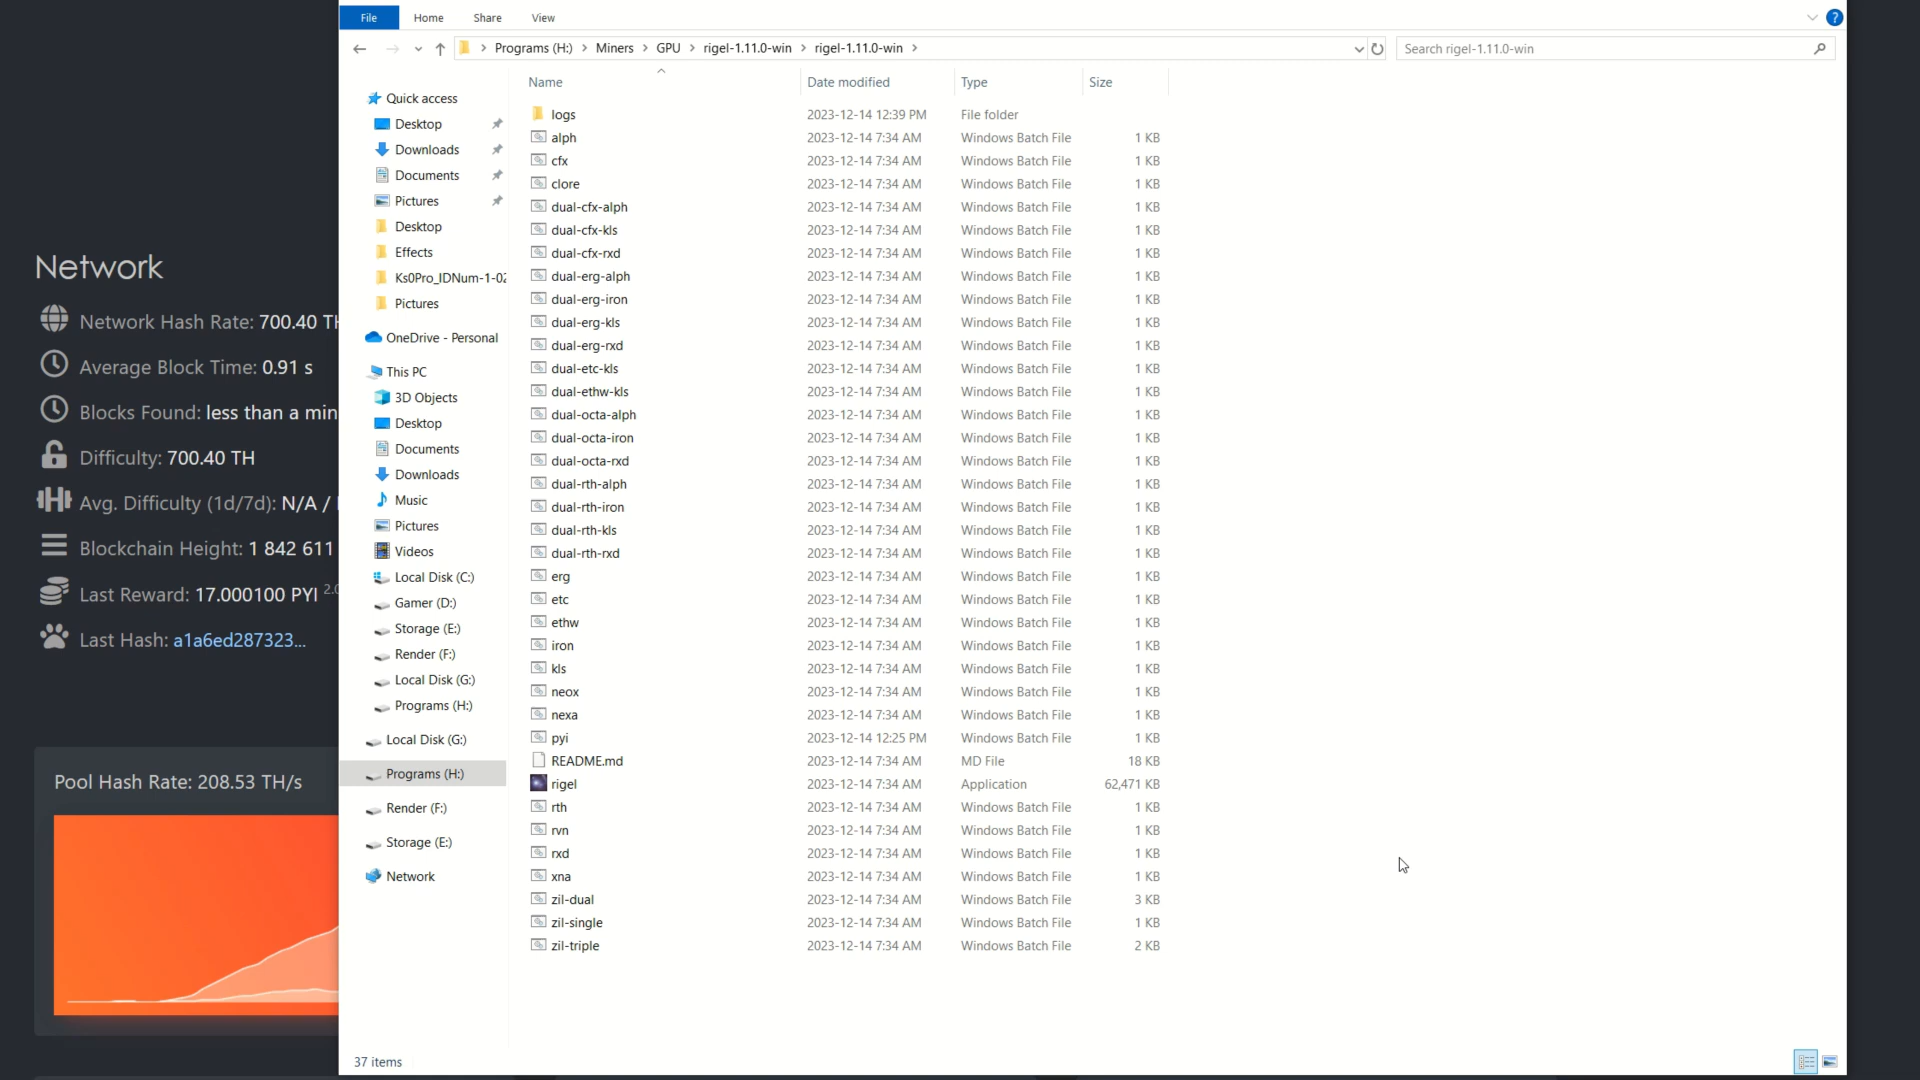 File Home Share View
Programs (H:) Miners GPU rigel-1.11.0-win rigel-1.11.0-win
Search rigel-1.11.0-win
Name Date modified Type Size
Quick access
Desktop
Downloads
Documents
Pictures
Desktop
Effects
Ks0Pro_IDNum-1-02
Pictures
OneDrive - Personal
This PC
3D Objects
Desktop
Documents
Downloads
Music
Pictures
Videos
Local Disk (C:)
Gamer (D:)
Storage (E:)
Render (F:)
Local Disk (G:)
Programs (H:)
Local Disk (G:)
Programs (H:)
Render (F:)
Storage (E:)
Network
logs 2023-12-14 12:39 PM File folder
alph 2023-12-14 7:34 AM Windows Batch File 1 KB
cfx 2023-12-14 7:34 AM Windows Batch File 1 KB
clore 2023-12-14 7:34 AM Windows Batch File 1 KB
dual-cfx-alph 2023-12-14 7:34 AM Windows Batch File 1 KB
dual-cfx-kls 2023-12-14 7:34 AM Windows Batch File 1 KB
dual-cfx-rxd 2023-12-14 7:34 AM Windows Batch File 1 KB
dual-erg-alph 2023-12-14 7:34 AM Windows Batch File 1 KB
dual-erg-iron 2023-12-14 7:34 AM Windows Batch File 1 KB
dual-erg-kls 2023-12-14 7:34 AM Windows Batch File 1 KB
dual-erg-rxd 2023-12-14 7:34 AM Windows Batch File 1 KB
dual-etc-kls 2023-12-14 7:34 AM Windows Batch File 1 KB
dual-ethw-kls 2023-12-14 7:34 AM Windows Batch File 1 KB
dual-octa-alph 2023-12-14 7:34 AM Windows Batch File 1 KB
dual-octa-iron 2023-12-14 7:34 AM Windows Batch File 1 KB
dual-octa-rxd 2023-12-14 7:34 AM Windows Batch File 1 KB
dual-rth-alph 2023-12-14 7:34 AM Windows Batch File 1 KB
dual-rth-iron 2023-12-14 7:34 AM Windows Batch File 1 KB
dual-rth-kls 2023-12-14 7:34 AM Windows Batch File 1 KB
dual-rth-rxd 2023-12-14 7:34 AM Windows Batch File 1 KB
erg 2023-12-14 7:34 AM Windows Batch File 1 KB
etc 2023-12-14 7:34 AM Windows Batch File 1 KB
ethw 2023-12-14 7:34 AM Windows Batch File 1 KB
iron 2023-12-14 7:34 AM Windows Batch File 1 KB
kls 2023-12-14 7:34 AM Windows Batch File 1 KB
neox 2023-12-14 7:34 AM Windows Batch File 1 KB
nexa 2023-12-14 7:34 AM Windows Batch File 1 KB
pyi 2023-12-14 12:25 PM Windows Batch File 1 KB
README.md 2023-12-14 7:34 AM MD File 18 KB
rigel 2023-12-14 7:34 AM Application 62,471 KB
rth 2023-12-14 7:34 AM Windows Batch File 1 KB
rvn 2023-12-14 7:34 AM Windows Batch File 1 KB
rxd 2023-12-14 7:34 AM Windows Batch File 1 KB
xna 2023-12-14 7:34 AM Windows Batch File 1 KB
zil-dual 2023-12-14 7:34 AM Windows Batch File 3 KB
zil-single 2023-12-14 7:34 AM Windows Batch File 1 KB
zil-triple 2023-12-14 7:34 AM Windows Batch File 2 KB
37 items
Network
Network Hash Rate: 700.40 TH
Average Block Time: 0.91 s
Blocks Found: less than a min
Difficulty: 700.40 TH
Avg. Difficulty (1d/7d): N/A /
Blockchain Height: 1 842 611
Last Reward: 17.000100 PYI 2.0
Last Hash: a1a6ed287323...
Pool Hash Rate: 208.53 TH/s